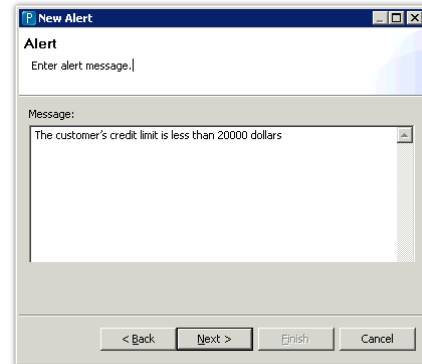 New Alert
Alert
Enter alert message.
Message:
The customer's credit limit is less than 20000 dollars
< Back
Next >
Finish
Cancel